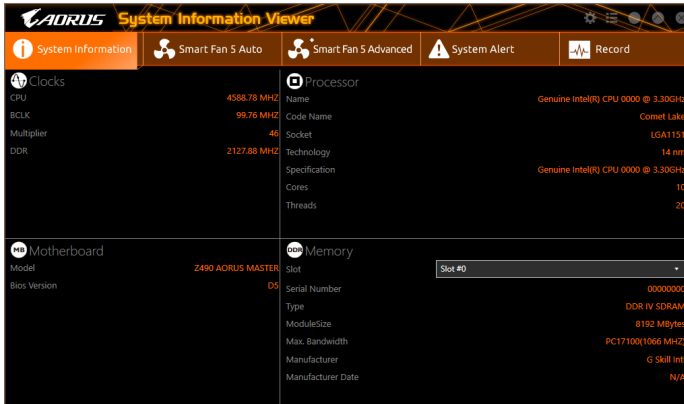 AORUS System Information Viewer
System Information
Smart Fan 5 Auto
Smart Fan 5 Advanced
System Alert
Record
Clocks
CPU 4588.78 MHZ
BCLK 99.76 MHZ
Multiplier 46
DDR 2127.88 MHZ
Processor
Name Genuine Intel(R) CPU 0000 @ 3.30GHz
Code Name Comet Lake
Socket LGA1151
Technology 14 nm
Specification Genuine Intel(R) CPU 0000 @ 3.30GHz
Cores 10
Threads 20
MB Motherboard
Model Z490 AORUS MASTER
Bios Version D5
DDR Memory
Slot Slot #0
Serial Number 00000000
Type DDR IV SDRAM
ModuleSize 8192 MBytes
Max. Bandwidth PC17100(1066 MHZ)
Manufacturer G Skill Intl
Manufacturer Date N/A